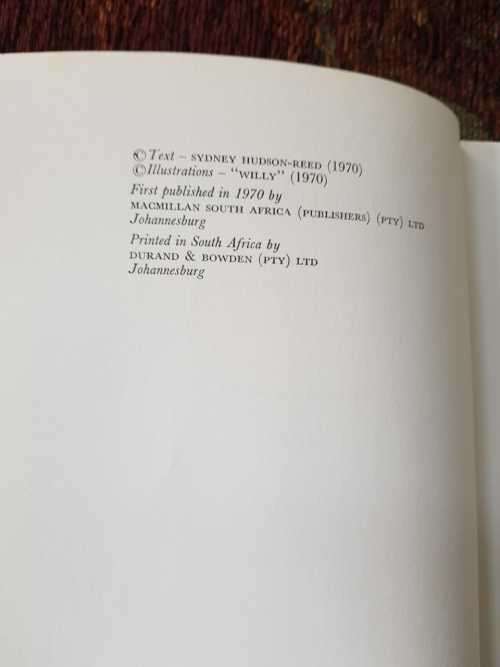 © Text – SYDNEY HUDSON-REED (1970)
© Illustrations – "WILLY" (1970)
First published in 1970 by
MACMILLAN SOUTH AFRICA (PUBLISHERS) (PTY) LTD
Johannesburg
Printed in South Africa by
DURAND & BOWDEN (PTY) LTD
Johannesburg